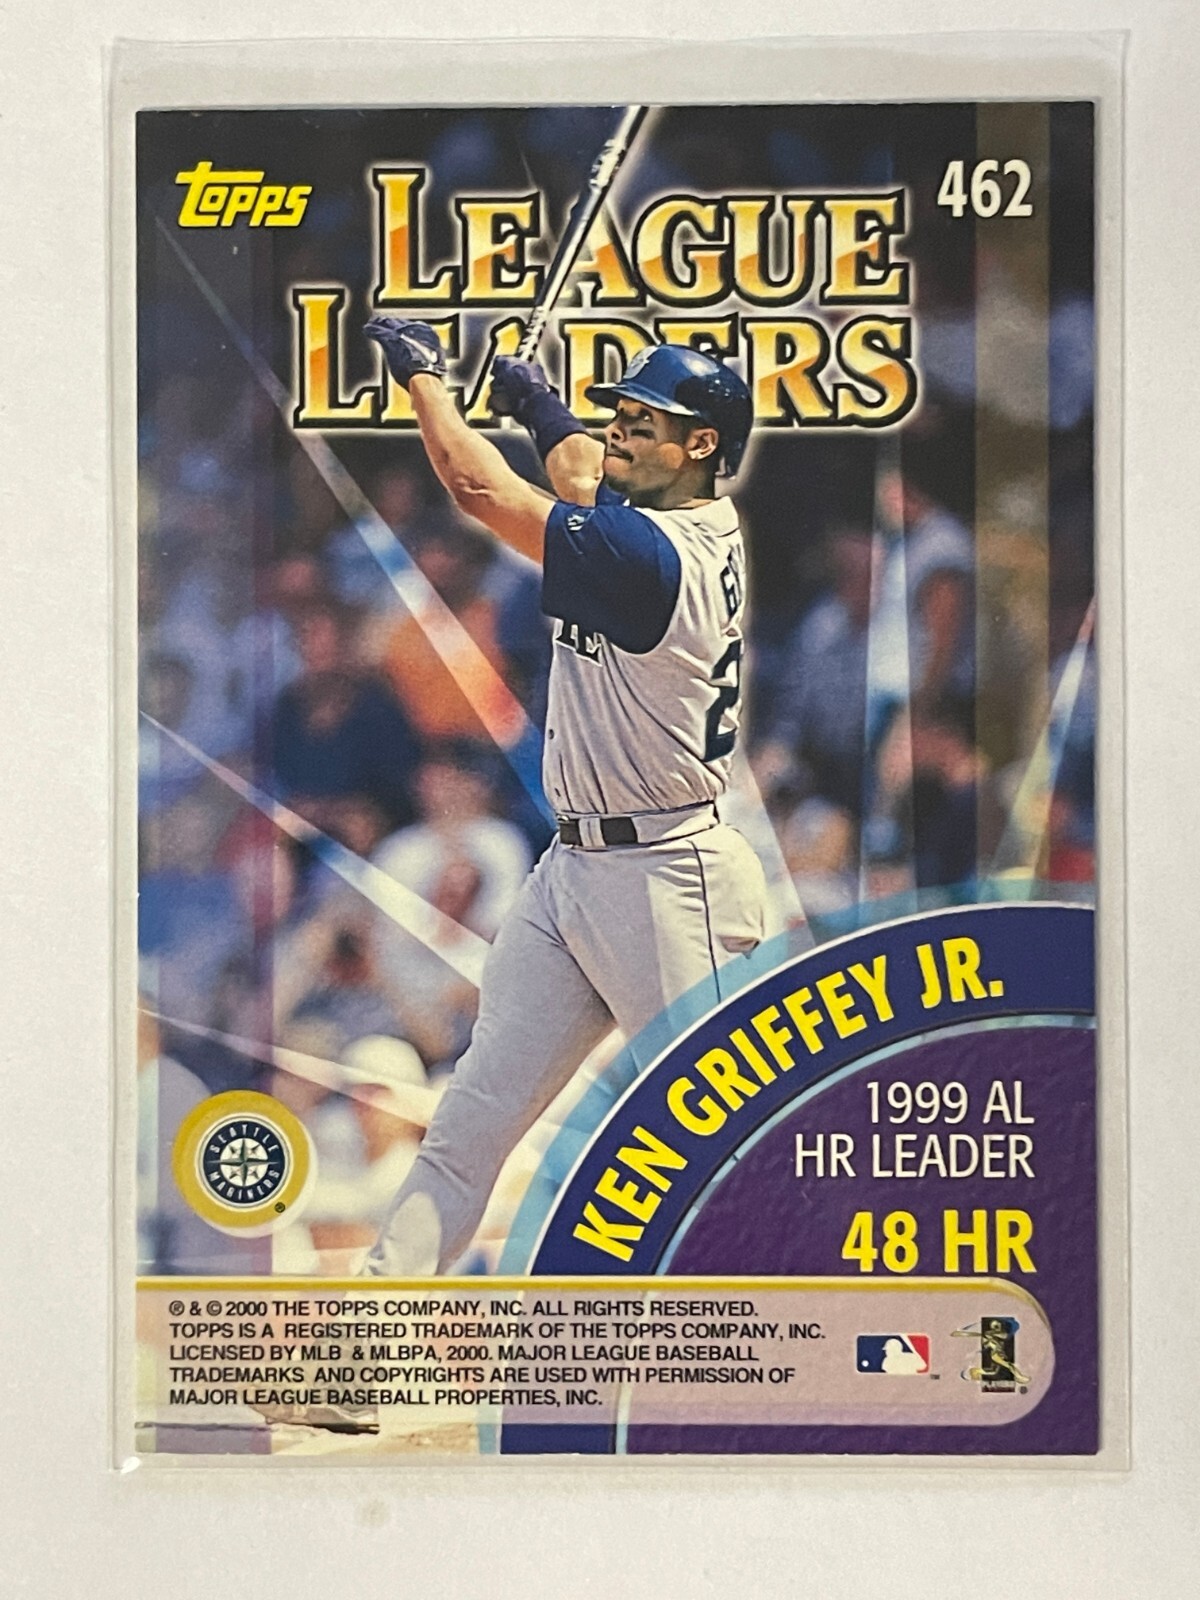 TOPPS
462
LEAGUE
LEADERS
KEN GRIFFEY JR.
1999 AL
HR LEADER
48 HR
SEATTLE
MARINERS
®
® & © 2000 THE TOPPS COMPANY, INC. ALL RIGHTS RESERVED.
TOPPS IS A REGISTERED TRADEMARK OF THE TOPPS COMPANY, INC.
LICENSED BY MLB & MLBPA, 2000. MAJOR LEAGUE BASEBALL
TRADEMARKS AND COPYRIGHTS ARE USED WITH PERMISSION OF
MAJOR LEAGUE BASEBALL PROPERTIES, INC.